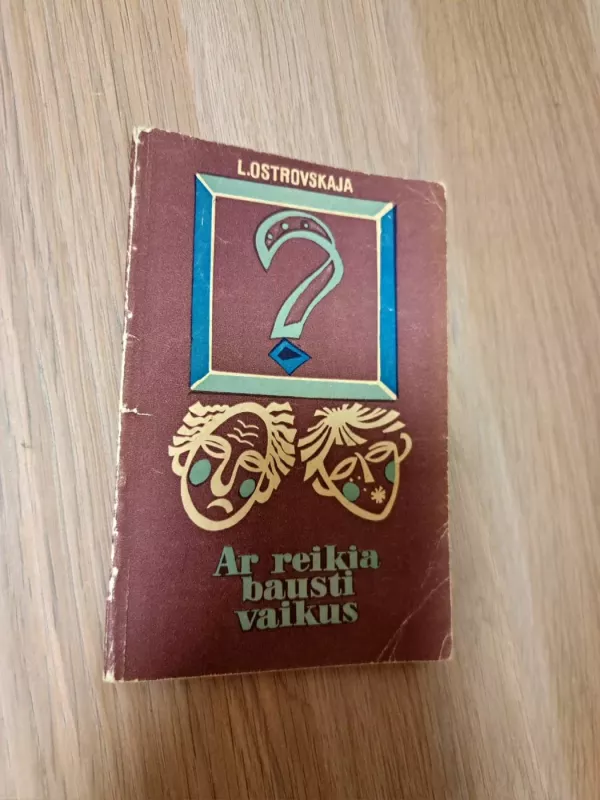 L.OSTROVSKAJA
?
Ar reikia
bausti
vaikus